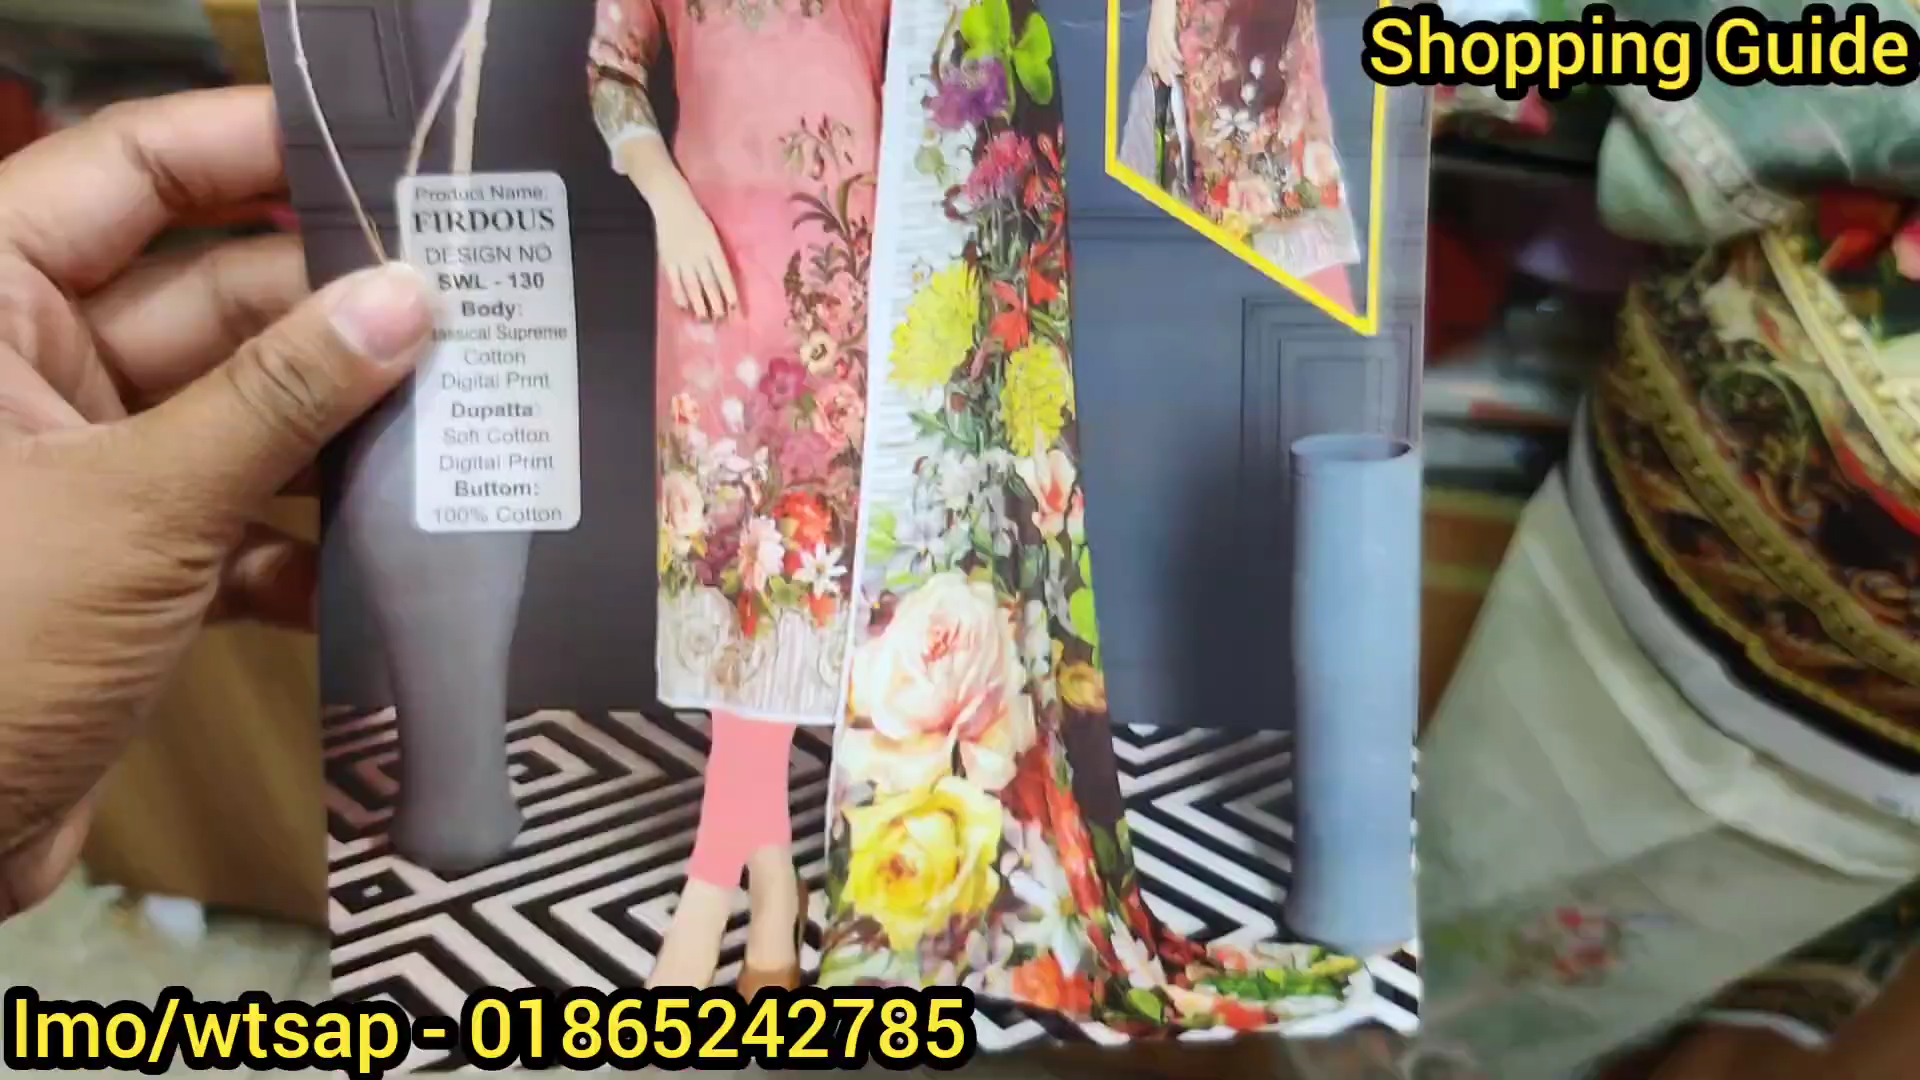 Shopping Guide
Product Name:
FIRDOUS
DESIGN NO
SWL - 130
Body:
Supreme
Cotton
Digital Print
Dupatta
Soft Cotton
Digital Print
Buttom:
100% Cotton
Imo/wtsap - 01865242785